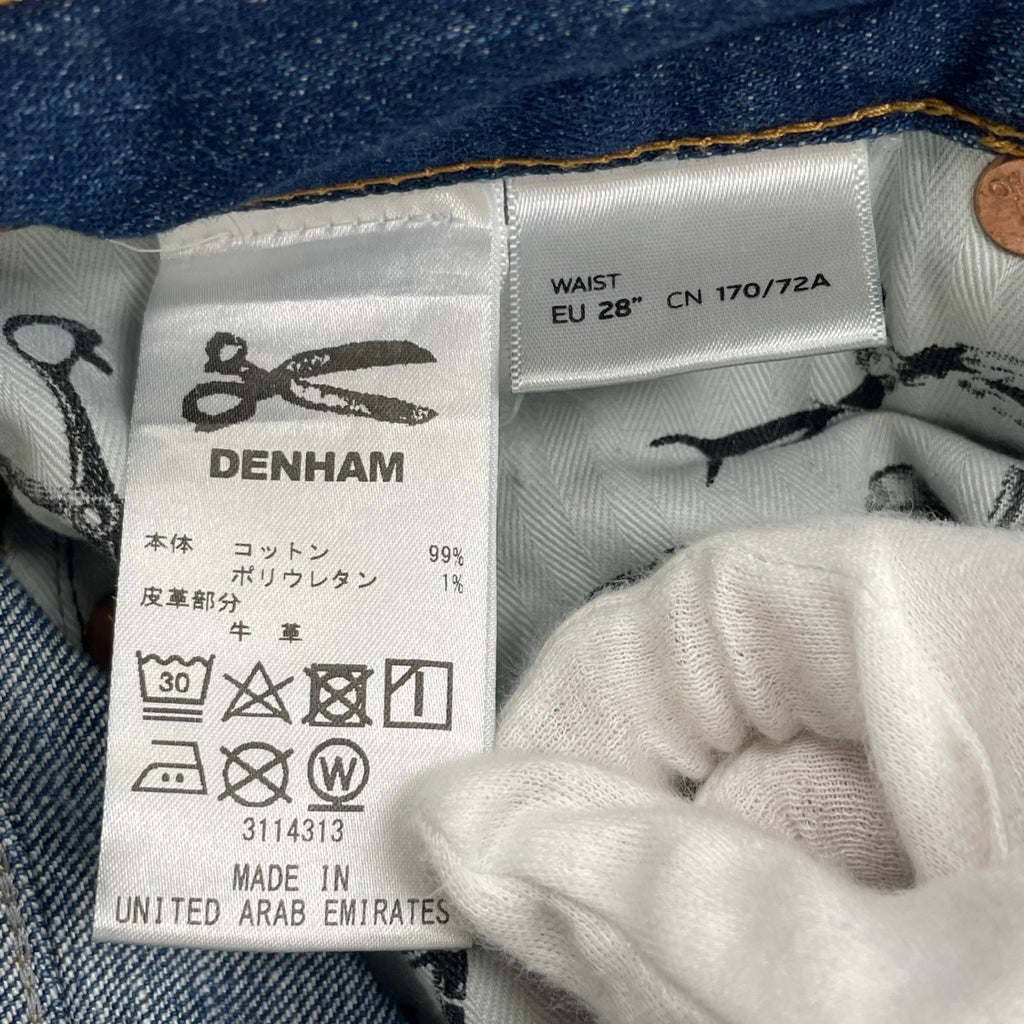 DENHAM
本体 コットン 99%
ポリウレタン 1%
皮革部分
牛 革
30
W
3114313
MADE IN
UNITED ARAB EMIRATES
WAIST
EU 28” CN 170/72A